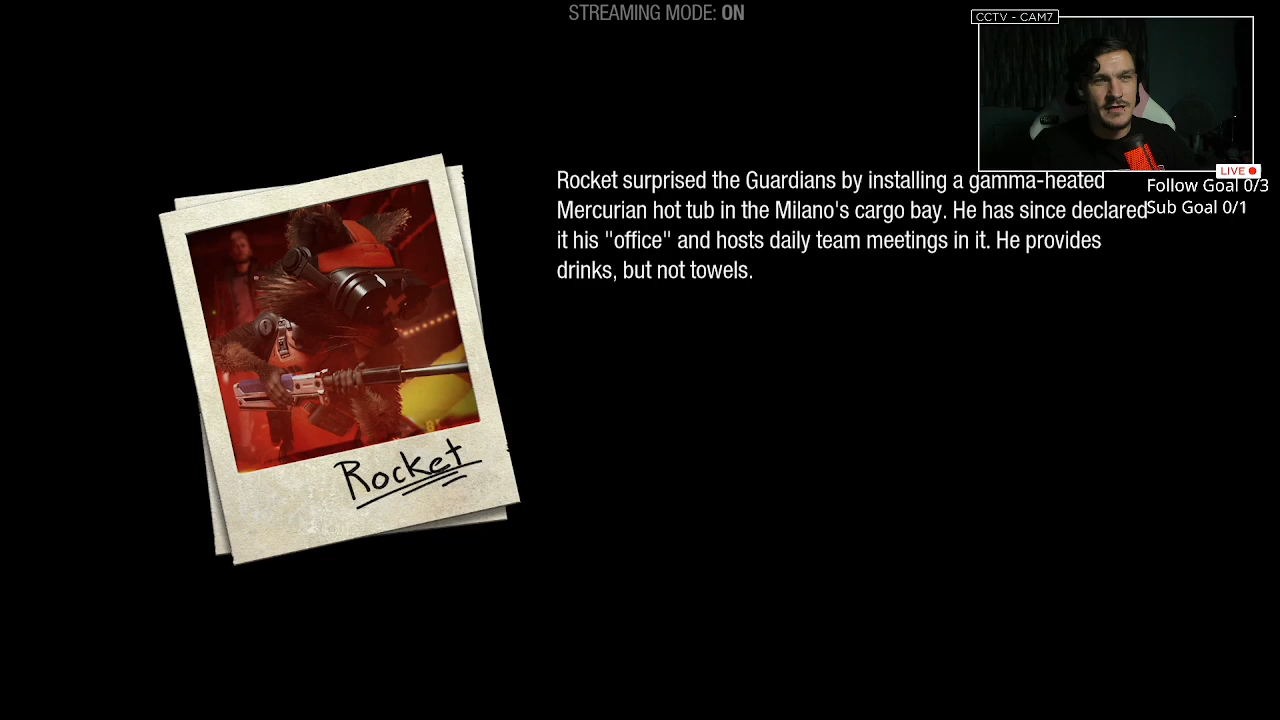 STREAMING MODE: ON
CCTV - CAM7
LIVE
Follow Goal 0/3
Sub Goal 0/1
Rocket surprised the Guardians by installing a gamma-heated
Mercurian hot tub in the Milano's cargo bay. He has since declared
it his "office" and hosts daily team meetings in it. He provides
drinks, but not towels.
Rocket